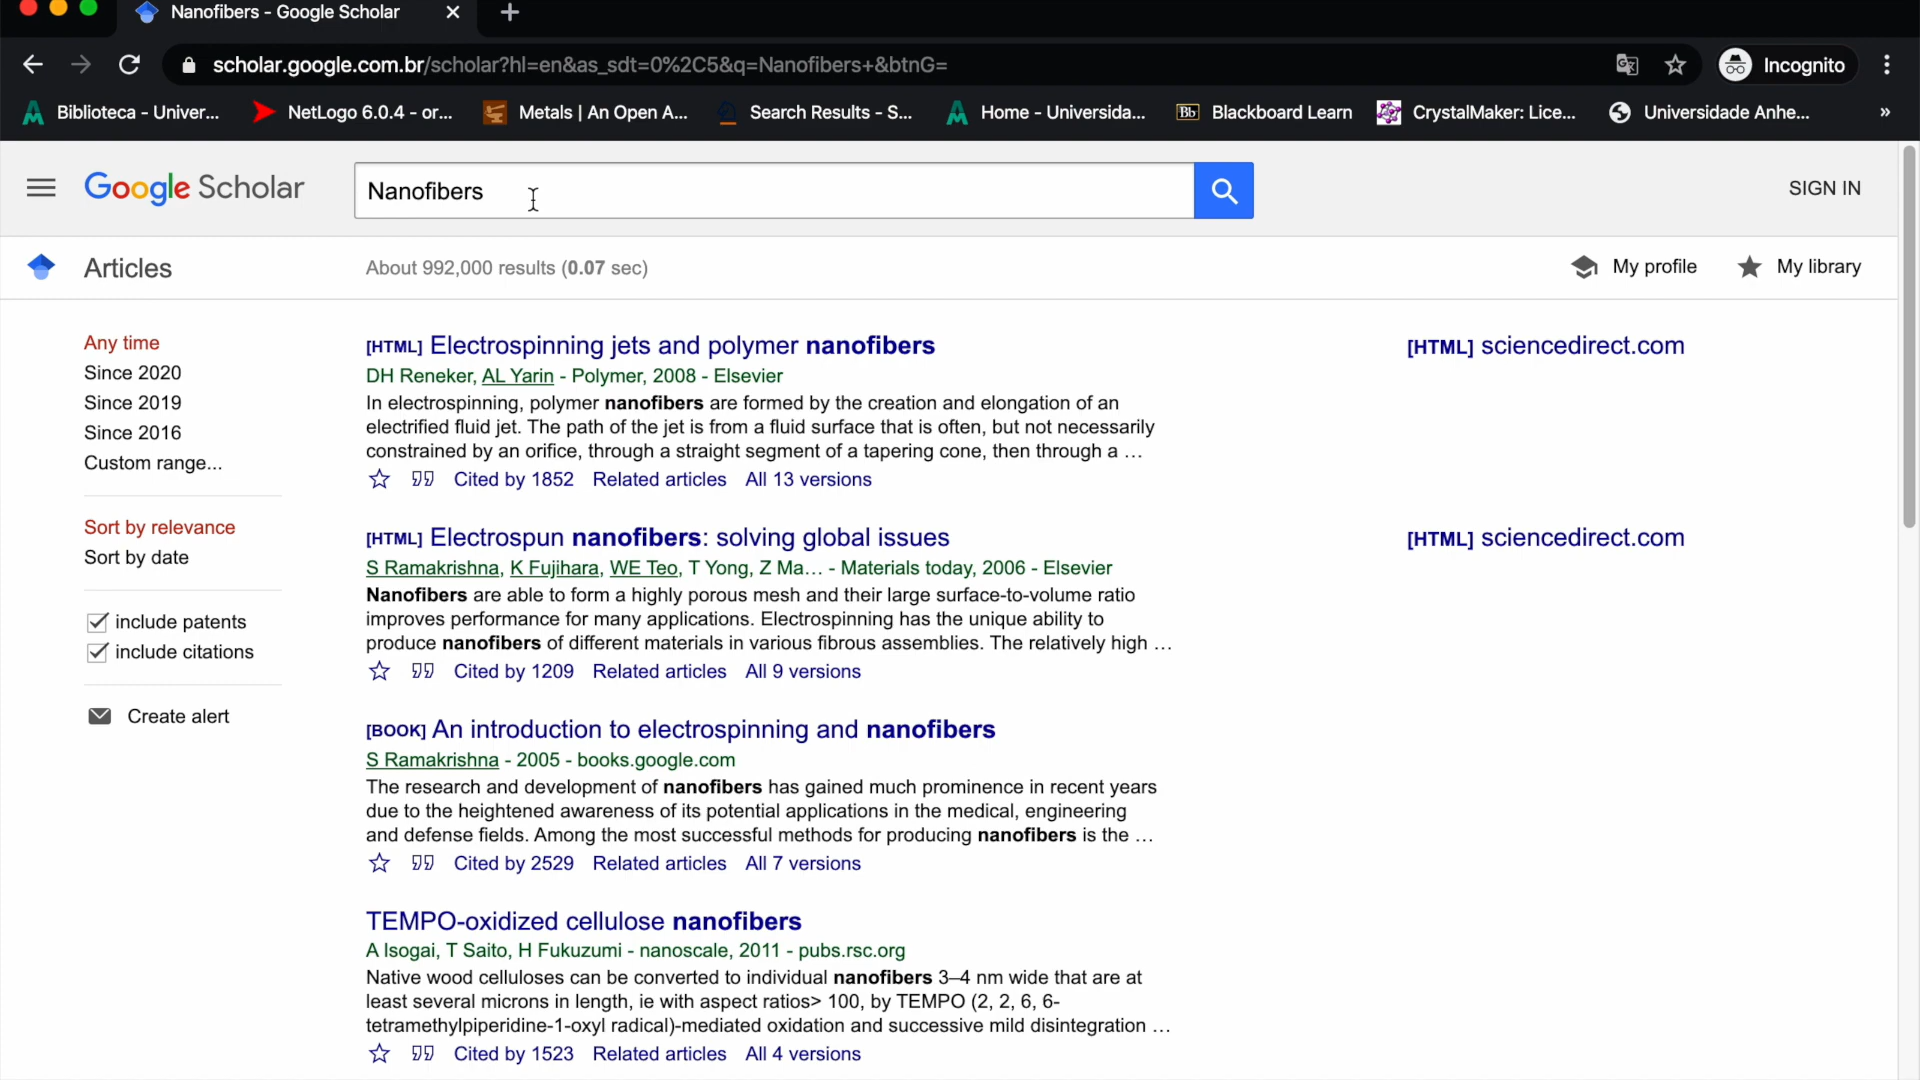 Nanofibers - Google Scholar
scholar.google.com.br/scholar?hl=en&as_sdt=0%2C5&q=Nanofibers+&btnG=
Incognito
Biblioteca - Univer...
NetLogo 6.0.4 - or...
Metals | An Open A...
Search Results - S...
Home - Universida...
Bb Blackboard Learn
CrystalMaker: Lice...
Universidade Anhe...
»
Google Scholar
Nanofibers
SIGN IN
Articles
About 992,000 results (0.07 sec)
My profile
My library
Any time
Since 2020
Since 2019
Since 2016
Custom range...
Sort by relevance
Sort by date
include patents
include citations
Create alert
[HTML] Electrospinning jets and polymer nanofibers
DH Reneker, AL Yarin - Polymer, 2008 - Elsevier
In electrospinning, polymer nanofibers are formed by the creation and elongation of an
electrified fluid jet. The path of the jet is from a fluid surface that is often, but not necessarily
constrained by an orifice, through a straight segment of a tapering cone, then through a …
Cited by 1852 Related articles All 13 versions
[HTML] sciencedirect.com
[HTML] Electrospun nanofibers: solving global issues
S Ramakrishna, K Fujihara, WE Teo, T Yong, Z Ma… - Materials today, 2006 - Elsevier
Nanofibers are able to form a highly porous mesh and their large surface-to-volume ratio
improves performance for many applications. Electrospinning has the unique ability to
produce nanofibers of different materials in various fibrous assemblies. The relatively high …
Cited by 1209 Related articles All 9 versions
[HTML] sciencedirect.com
[BOOK] An introduction to electrospinning and nanofibers
S Ramakrishna - 2005 - books.google.com
The research and development of nanofibers has gained much prominence in recent years
due to the heightened awareness of its potential applications in the medical, engineering
and defense fields. Among the most successful methods for producing nanofibers is the …
Cited by 2529 Related articles All 7 versions
TEMPO-oxidized cellulose nanofibers
A Isogai, T Saito, H Fukuzumi - nanoscale, 2011 - pubs.rsc.org
Native wood celluloses can be converted to individual nanofibers 3–4 nm wide that are at
least several microns in length, ie with aspect ratios> 100, by TEMPO (2, 2, 6, 6-
tetramethylpiperidine-1-oxyl radical)-mediated oxidation and successive mild disintegration …
Cited by 1523 Related articles All 4 versions